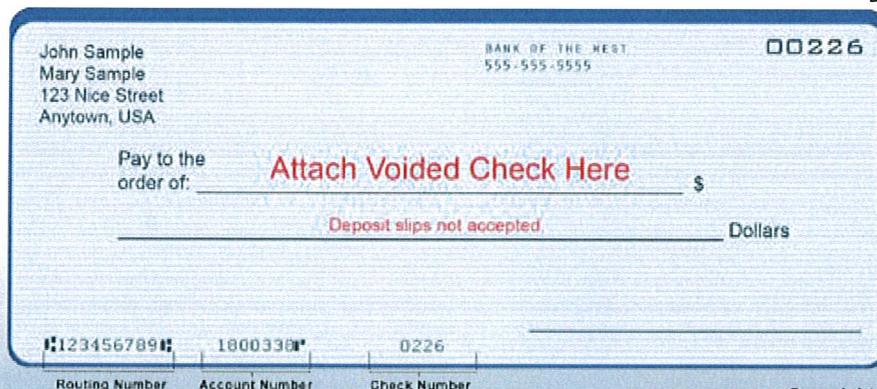 John Sample
Mary Sample
123 Nice Street
Anytown, USA
BANK OF THE WEST
555-555-5555
00226
Pay to the
order of:
Attach Voided Check Here
$
Deposit slips not accepted
Dollars
⑆123456789⑆ 1800338⑈ 0226
Routing Number Account Number Check Number